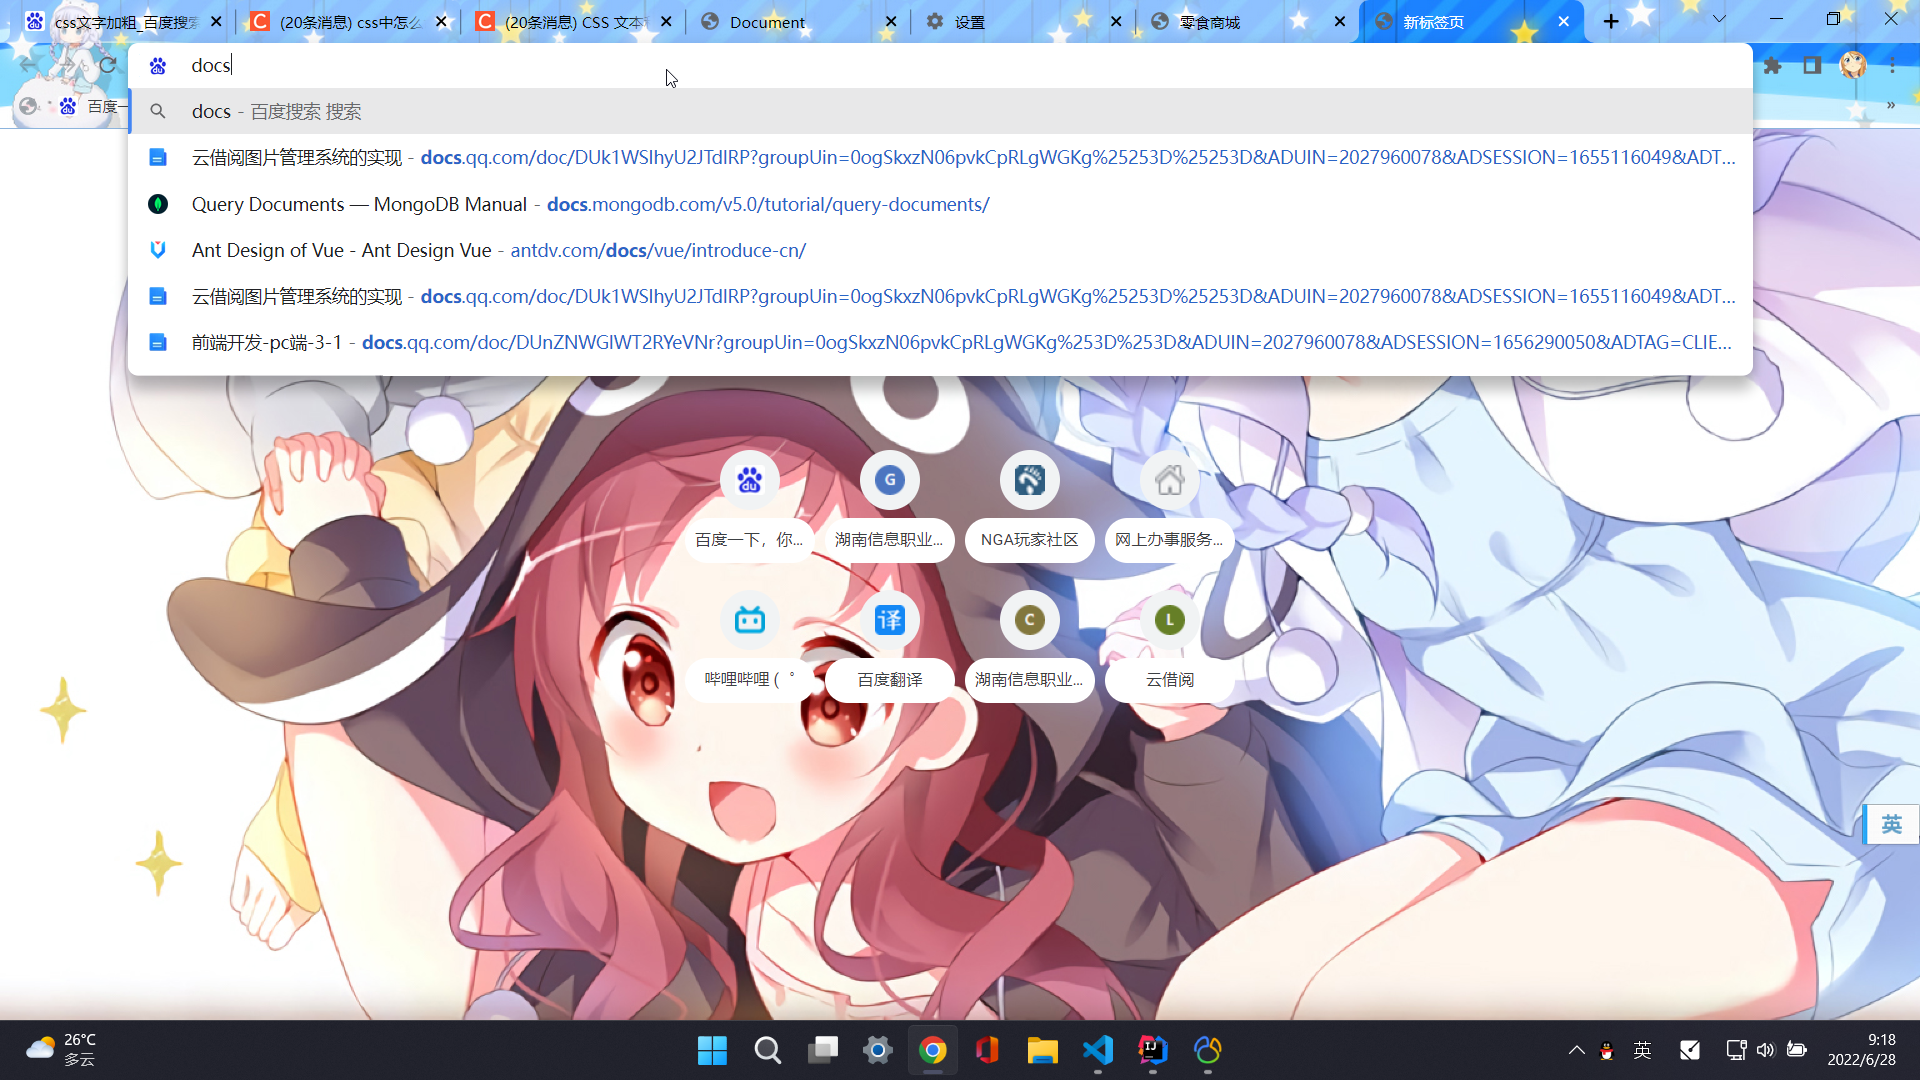 css文字加粗_百度搜索
(20条消息) css中怎么
(20条消息) CSS 文本
Document
设置
零食商城
新标签页
docs
百度一
docs - 百度搜索 搜索
云借阅图片管理系统的实现 - docs.qq.com/doc/DUk1WSIhyU2JTdIRP?groupUin=0ogSkxzN06pvkCpRLgWGKg%25253D%25253D&ADUIN=2027960078&ADSESSION=1655116049&ADT...
Query Documents — MongoDB Manual - docs.mongodb.com/v5.0/tutorial/query-documents/
Ant Design of Vue - Ant Design Vue - antdv.com/docs/vue/introduce-cn/
云借阅图片管理系统的实现 - docs.qq.com/doc/DUk1WSIhyU2JTdIRP?groupUin=0ogSkxzN06pvkCpRLgWGKg%25253D%25253D&ADUIN=2027960078&ADSESSION=1655116049&ADT...
前端开发-pc端-3-1 - docs.qq.com/doc/DUnZNWGlWT2RYeVNr?groupUin=0ogSkxzN06pvkCpRLgWGKg%253D%253D&ADUIN=2027960078&ADSESSION=1656290050&ADTAG=CLIE...
du G
百度一下，你... 湖南信息职业... NGA玩家社区 网上办事服务...
译 C L
哔哩哔哩 ( ゜ 百度翻译 湖南信息职业... 云借阅
英
26°C
多云
英
9:18
2022/6/28